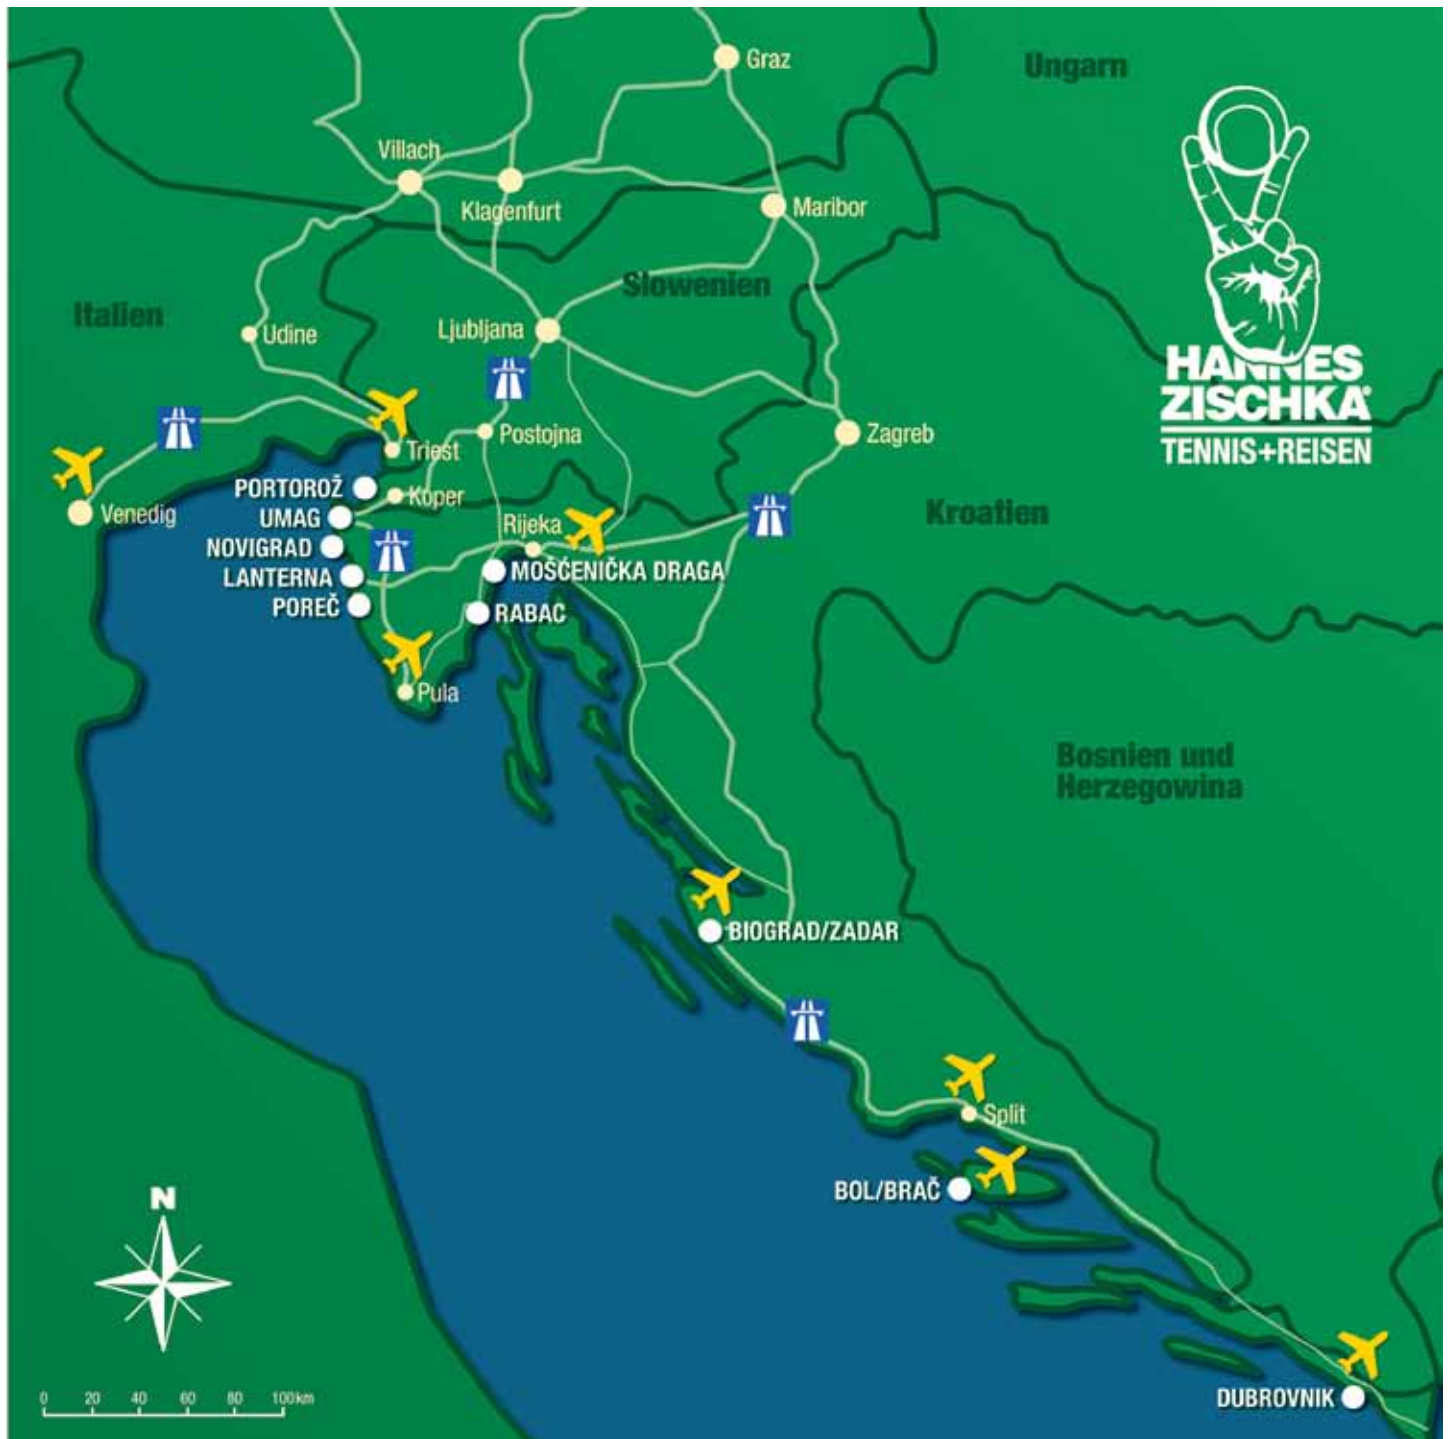 Graz
Ungarn
Villach
Klagenfurt
Maribor
Slowenien
Italien
Udine
Ljubljana
HANNES
ZISCHKA®
TENNIS+REISEN
Postojna
Zagreb
Triest
PORTOROŽ
Koper
Venedig
UMAG
Kroatien
Rijeka
NOVIGRAD
LANTERNA
MOŠĆENIČKA DRAGA
POREČ
RABAC
Pula
Bosnien und
Herzegowina
BIOGRAD/ZADAR
Split
BOL/BRAČ
N
DUBROVNIK
0 20 40 60 80 100km